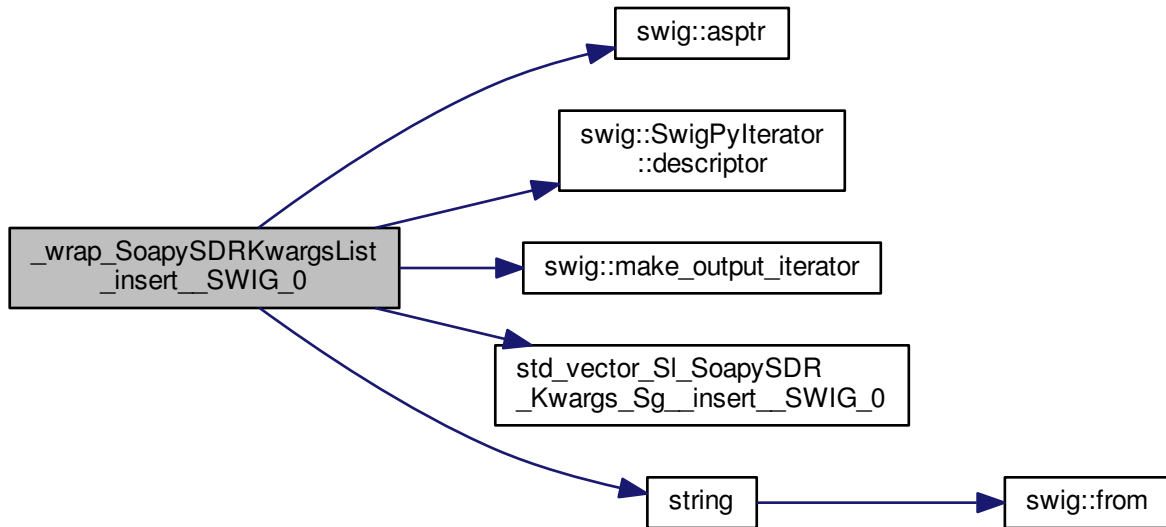 swig::asptr
swig::SwigPyIterator
::descriptor
_wrap_SoapySDRKwargsList
_insert__SWIG_0
swig::make_output_iterator
std_vector_Sl_SoapySDR
_Kwargs_Sg__insert__SWIG_0
string
swig::from